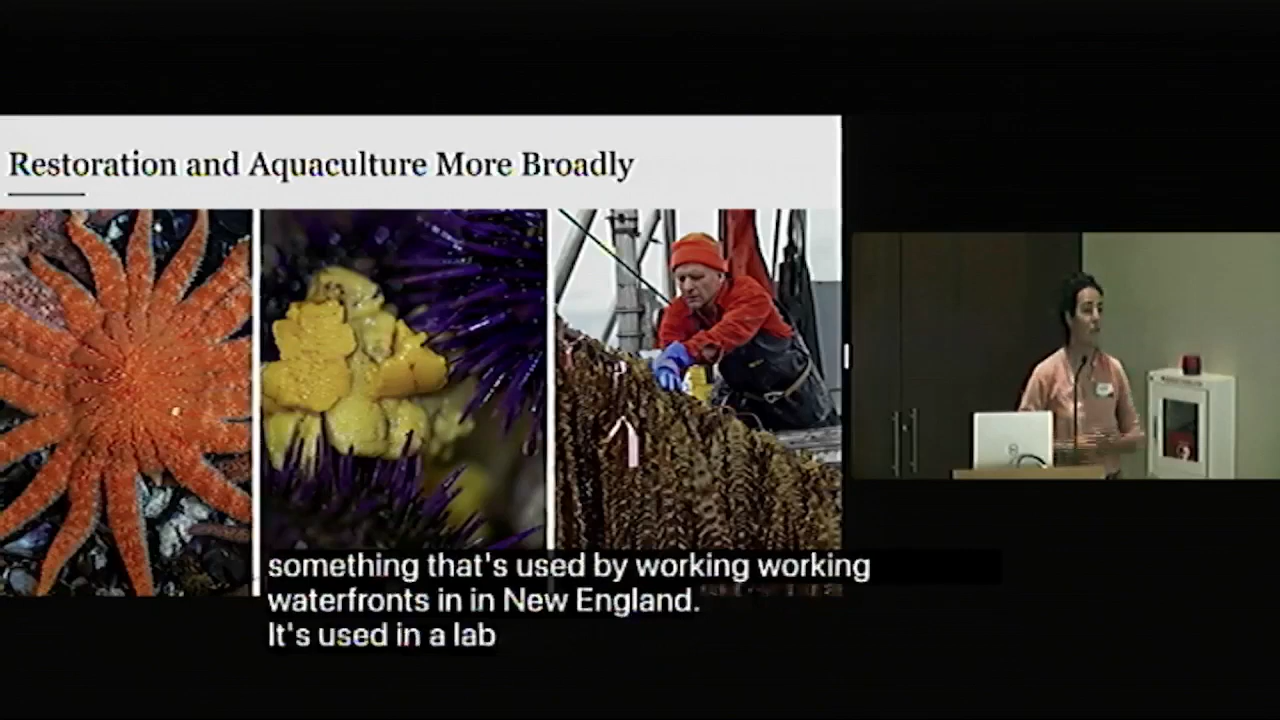 Restoration and Aquaculture More Broadly
something that's used by working working
waterfronts in in New England.
It's used in a lab